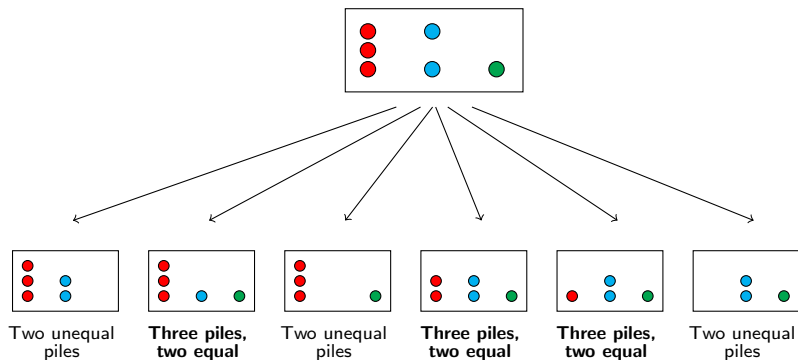 Two unequal
piles
Three piles,
two equal
Two unequal
piles
Three piles,
two equal
Three piles,
two equal
Two unequal
piles